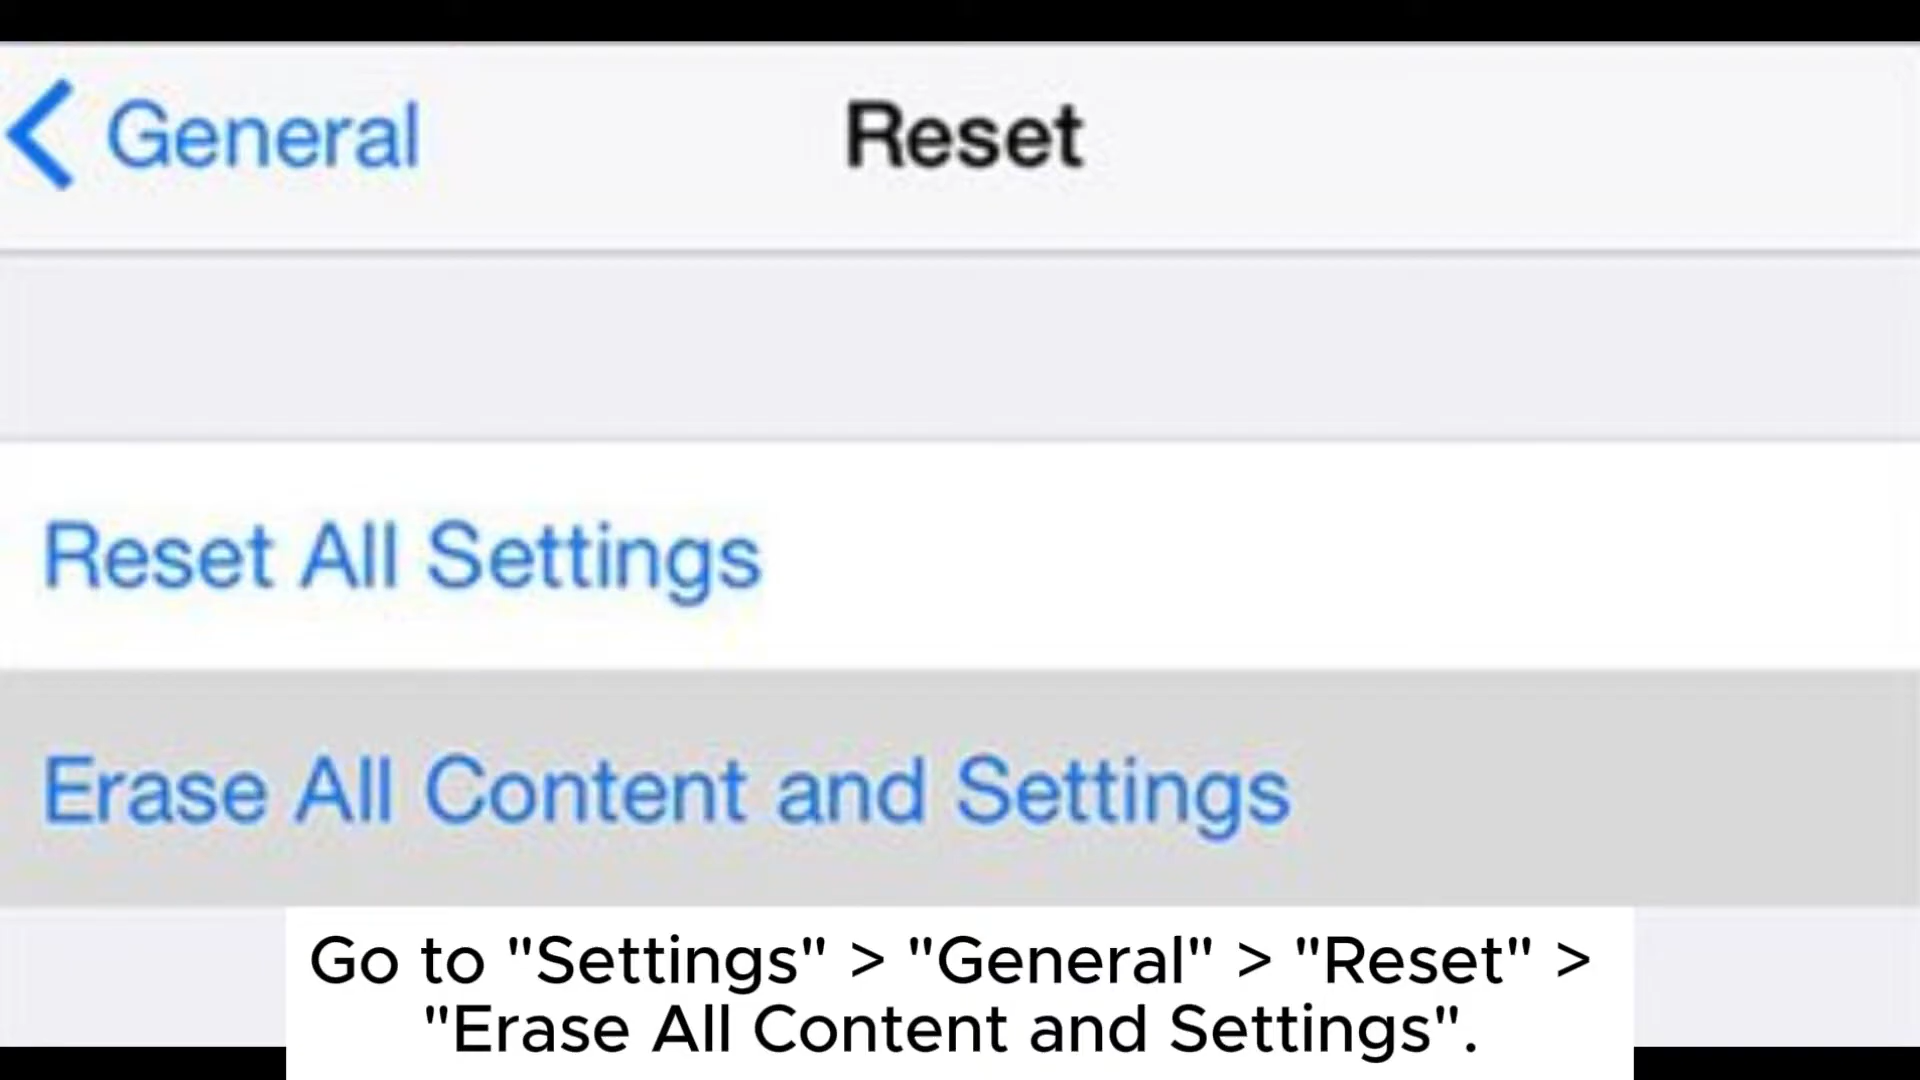 General
Reset
Reset All Settings
Erase All Content and Settings
Go to "Settings" > "General" > "Reset" >
"Erase All Content and Settings".